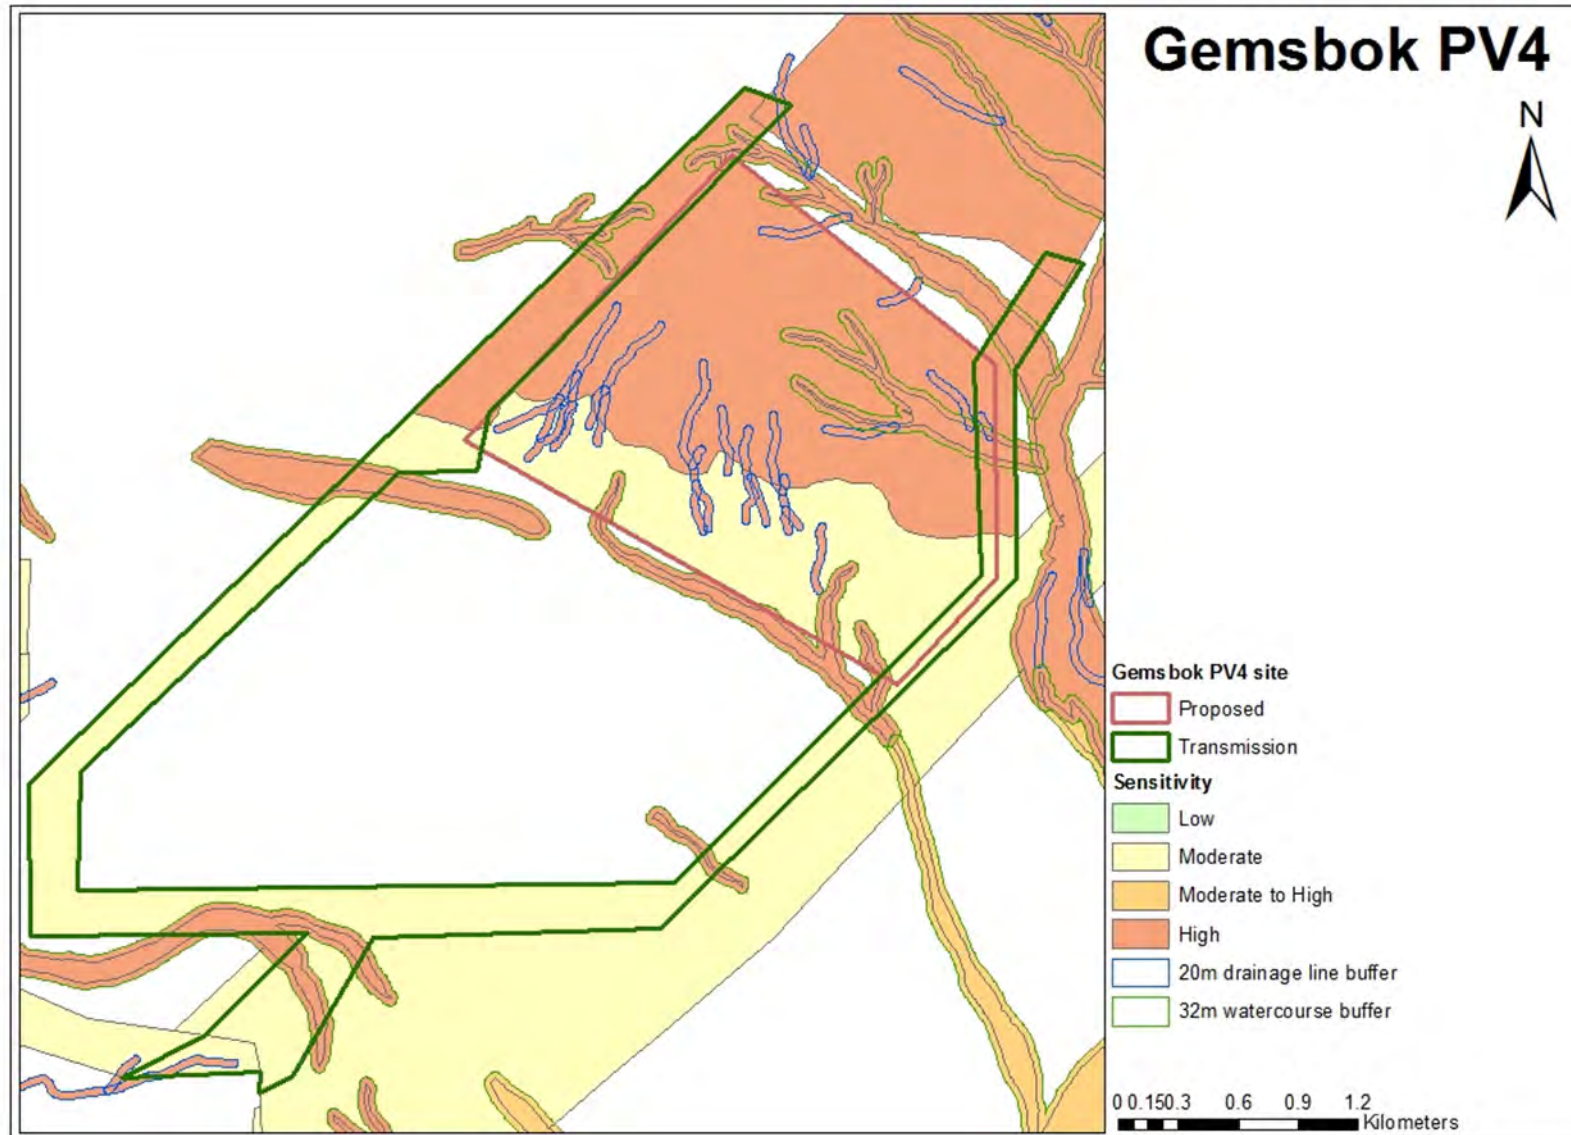 Gemsbok PV4
N
Gemsbok PV4 site
Proposed
Transmission
Sensitivity
Low
Moderate
Moderate to High
High
20m drainage line buffer
32m watercourse buffer
0 0.150.3 0.6 0.9 1.2
Kilometers